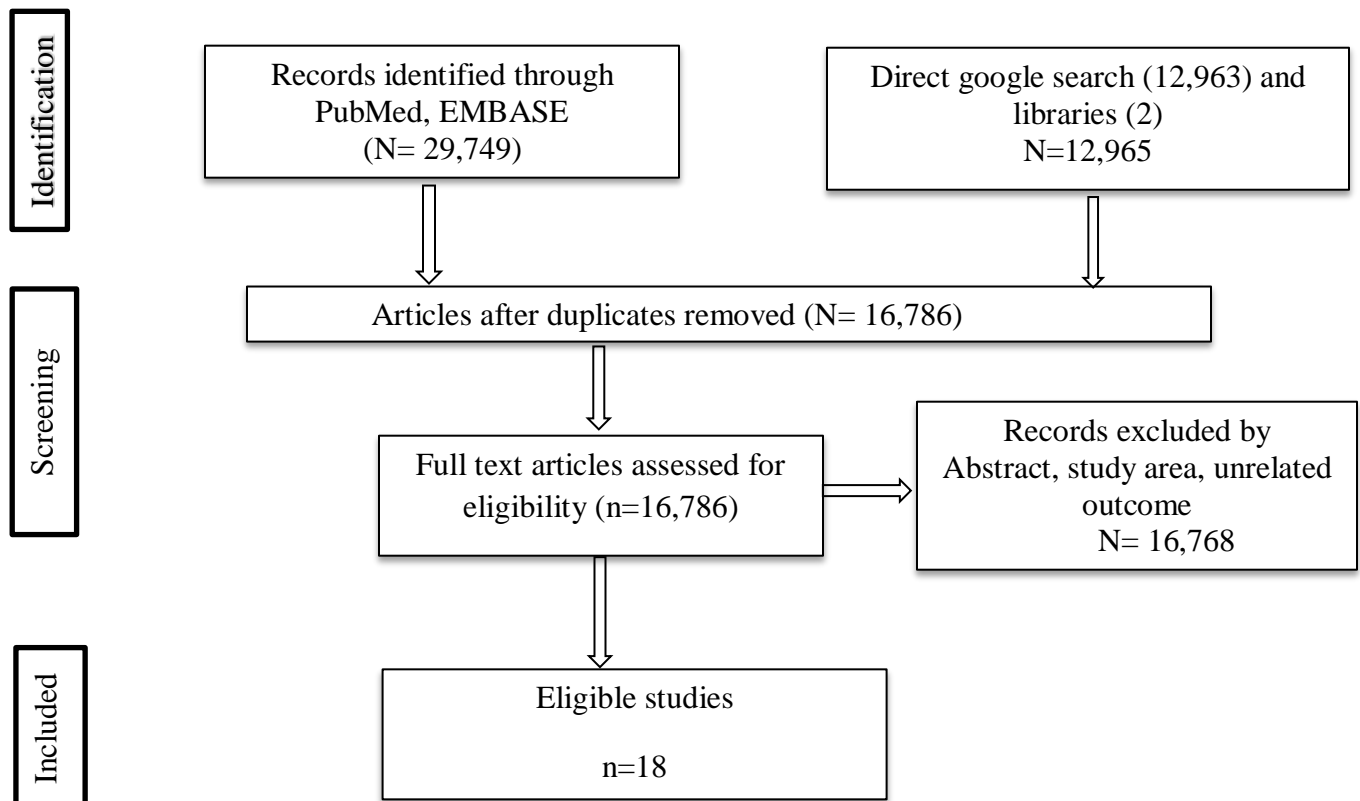 Identification
Records identified through
PubMed, EMBASE
(N= 29,749)
Direct google search (12,963) and
libraries (2)
N=12,965
Screening
Articles after duplicates removed (N= 16,786)
Full text articles assessed for
eligibility (n=16,786)
Records excluded by
Abstract, study area, unrelated
outcome
N= 16,768
Included
Eligible studies
n=18